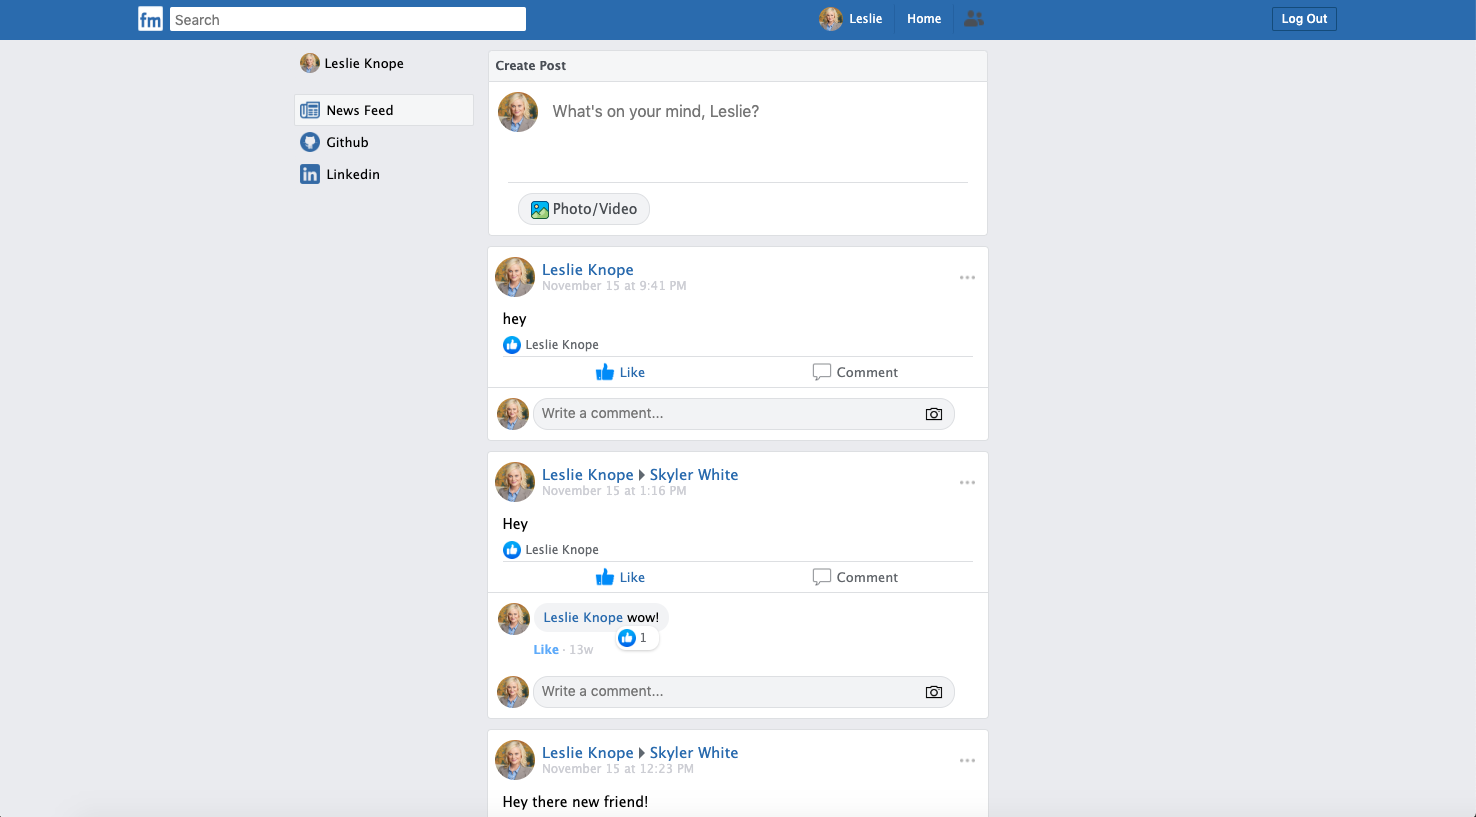 fm Search Leslie Home Log Out
Leslie Knope
News Feed
Github
in Linkedin
Create Post
What's on your mind, Leslie?
Photo/Video
Leslie Knope
November 15 at 9:41 PM
hey
Leslie Knope
Like Comment
Write a comment...
Leslie Knope Skyler White
November 15 at 1:16 PM
Hey
Leslie Knope
Like Comment
Leslie Knope wow!
1
Like · 13w
Write a comment...
Leslie Knope Skyler White
November 15 at 12:23 PM
Hey there new friend!